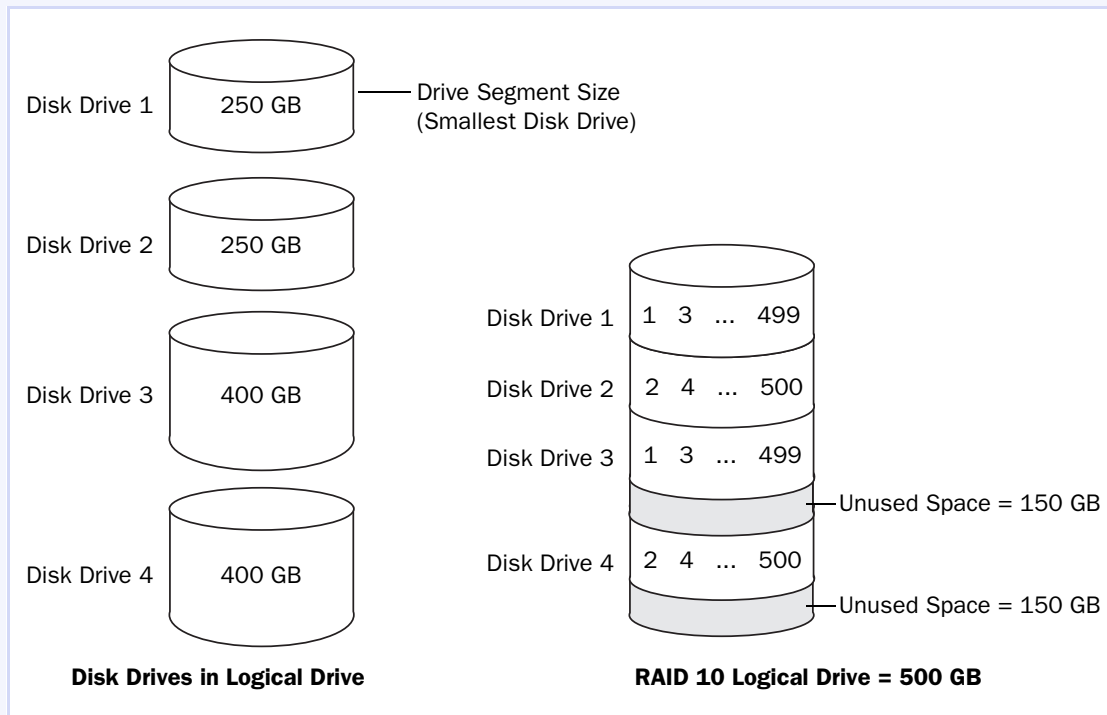 Disk Drive 1
250 GB
Drive Segment Size
(Smallest Disk Drive)
Disk Drive 2
250 GB
Disk Drive 3
400 GB
Disk Drive 4
400 GB
Disk Drives in Logical Drive
Disk Drive 1
1 3 ... 499
Disk Drive 2
2 4 ... 500
Disk Drive 3
1 3 ... 499
Unused Space = 150 GB
Disk Drive 4
2 4 ... 500
Unused Space = 150 GB
RAID 10 Logical Drive = 500 GB